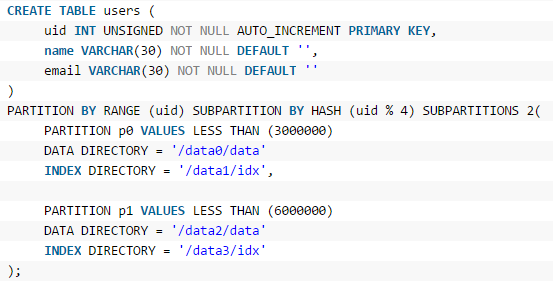 CREATE TABLE users (
uid INT UNSIGNED NOT NULL AUTO_INCREMENT PRIMARY KEY,
name VARCHAR(30) NOT NULL DEFAULT '',
email VARCHAR(30) NOT NULL DEFAULT ''
)
PARTITION BY RANGE (uid) SUBPARTITION BY HASH (uid % 4) SUBPARTITIONS 2(
PARTITION p0 VALUES LESS THAN (3000000)
DATA DIRECTORY = '/data0/data'
INDEX DIRECTORY = '/data1/idx',
PARTITION p1 VALUES LESS THAN (6000000)
DATA DIRECTORY = '/data2/data'
INDEX DIRECTORY = '/data3/idx'
);